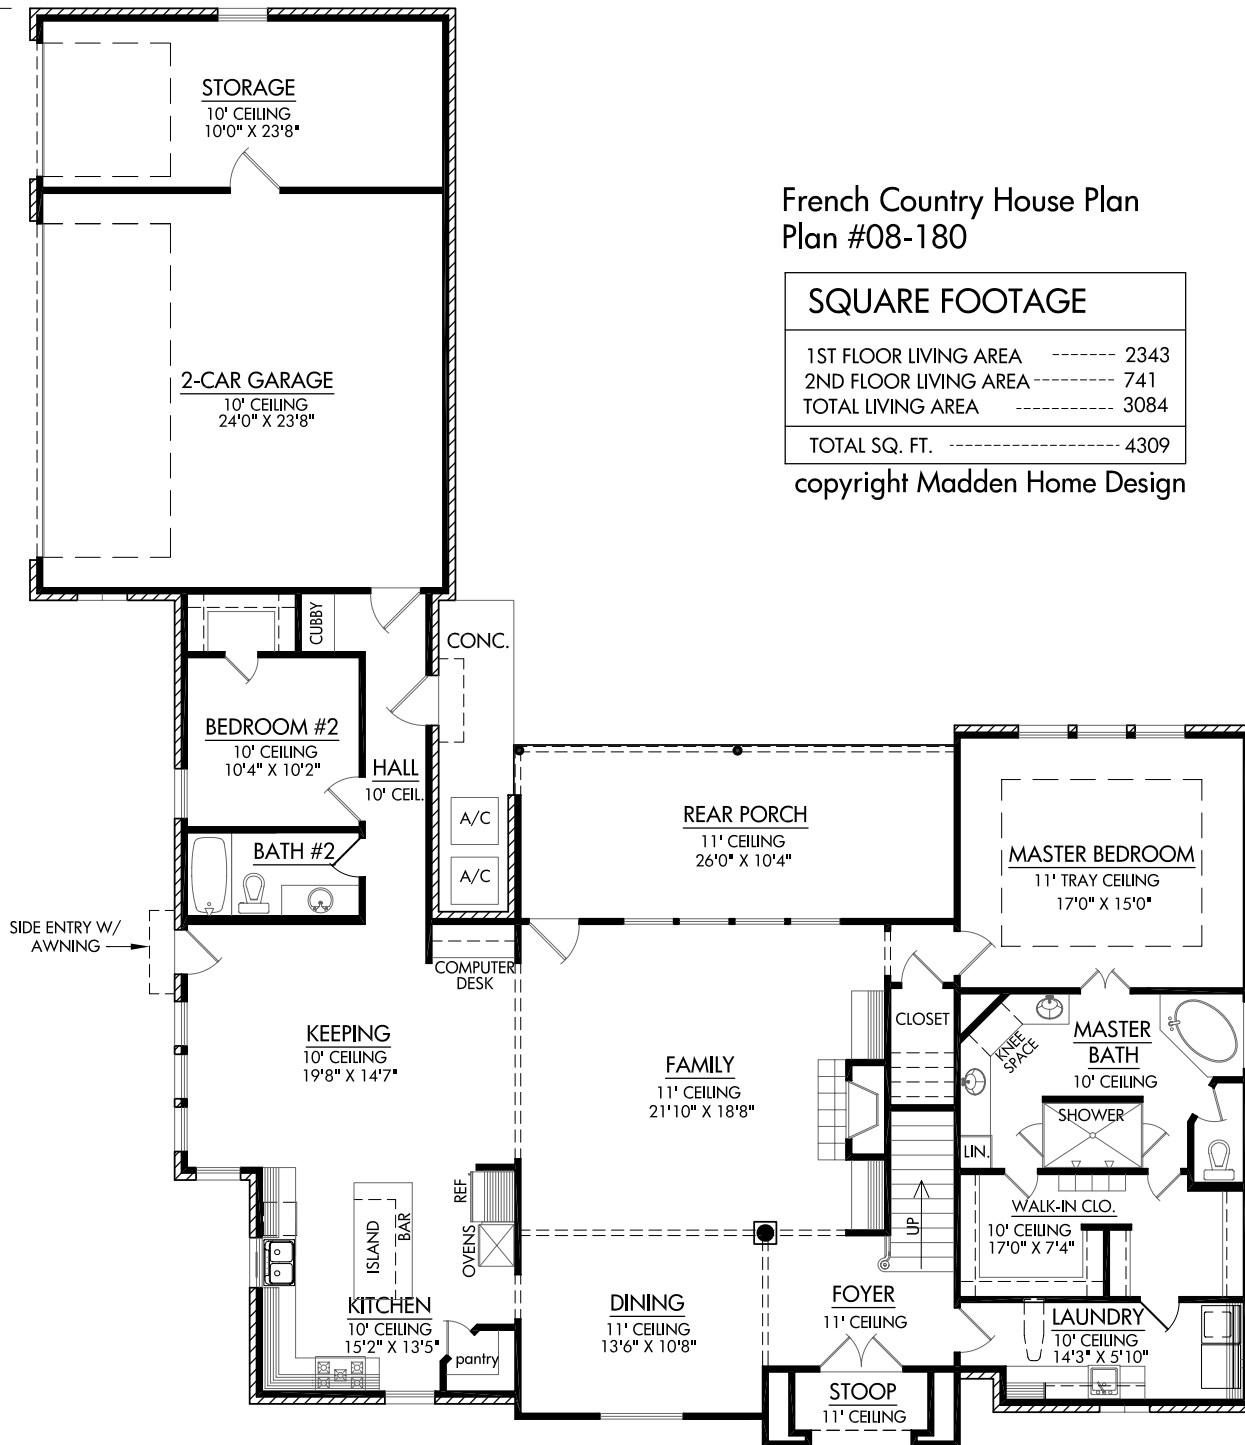 STORAGE
10' CEILING
10'0" X 23'8"
French Country House Plan
Plan #08-180
SQUARE FOOTAGE
1ST FLOOR LIVING AREA ------- 2343
2ND FLOOR LIVING AREA --------- 741
TOTAL LIVING AREA ----------- 3084
TOTAL SQ. FT. ------------------- 4309
copyright Madden Home Design
2-CAR GARAGE
10' CEILING
24'0" X 23'8"
CUBBY
CONC.
BEDROOM #2
10' CEILING
10'4" X 10'2"
HALL
10' CEIL.
A/C
A/C
BATH #2
SIDE ENTRY W/
AWNING
REAR PORCH
11' CEILING
26'0" X 10'4"
MASTER BEDROOM
11' TRAY CEILING
17'0" X 15'0"
COMPUTER
DESK
KEEPING
10' CEILING
19'8" X 14'7"
FAMILY
11' CEILING
21'10" X 18'8"
CLOSET
KNEE
SPACE
MASTER
BATH
10' CEILING
SHOWER
LIN.
WALK-IN CLO.
10' CEILING
17'0" X 7'4"
REF
OVENS
ISLAND
BAR
UP
KITCHEN
10' CEILING
15'2" X 13'5"
pantry
DINING
11' CEILING
13'6" X 10'8"
FOYER
11' CEILING
LAUNDRY
10' CEILING
14'3" X 5'10"
STOOP
11' CEILING